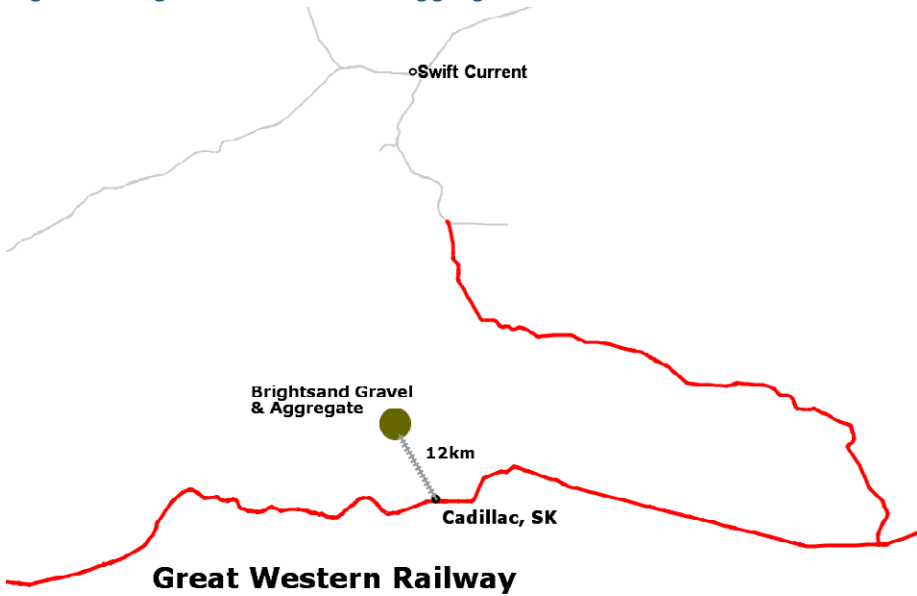 Swift Current
Brightsand Gravel
& Aggregate
12km
Cadillac, SK
Great Western Railway